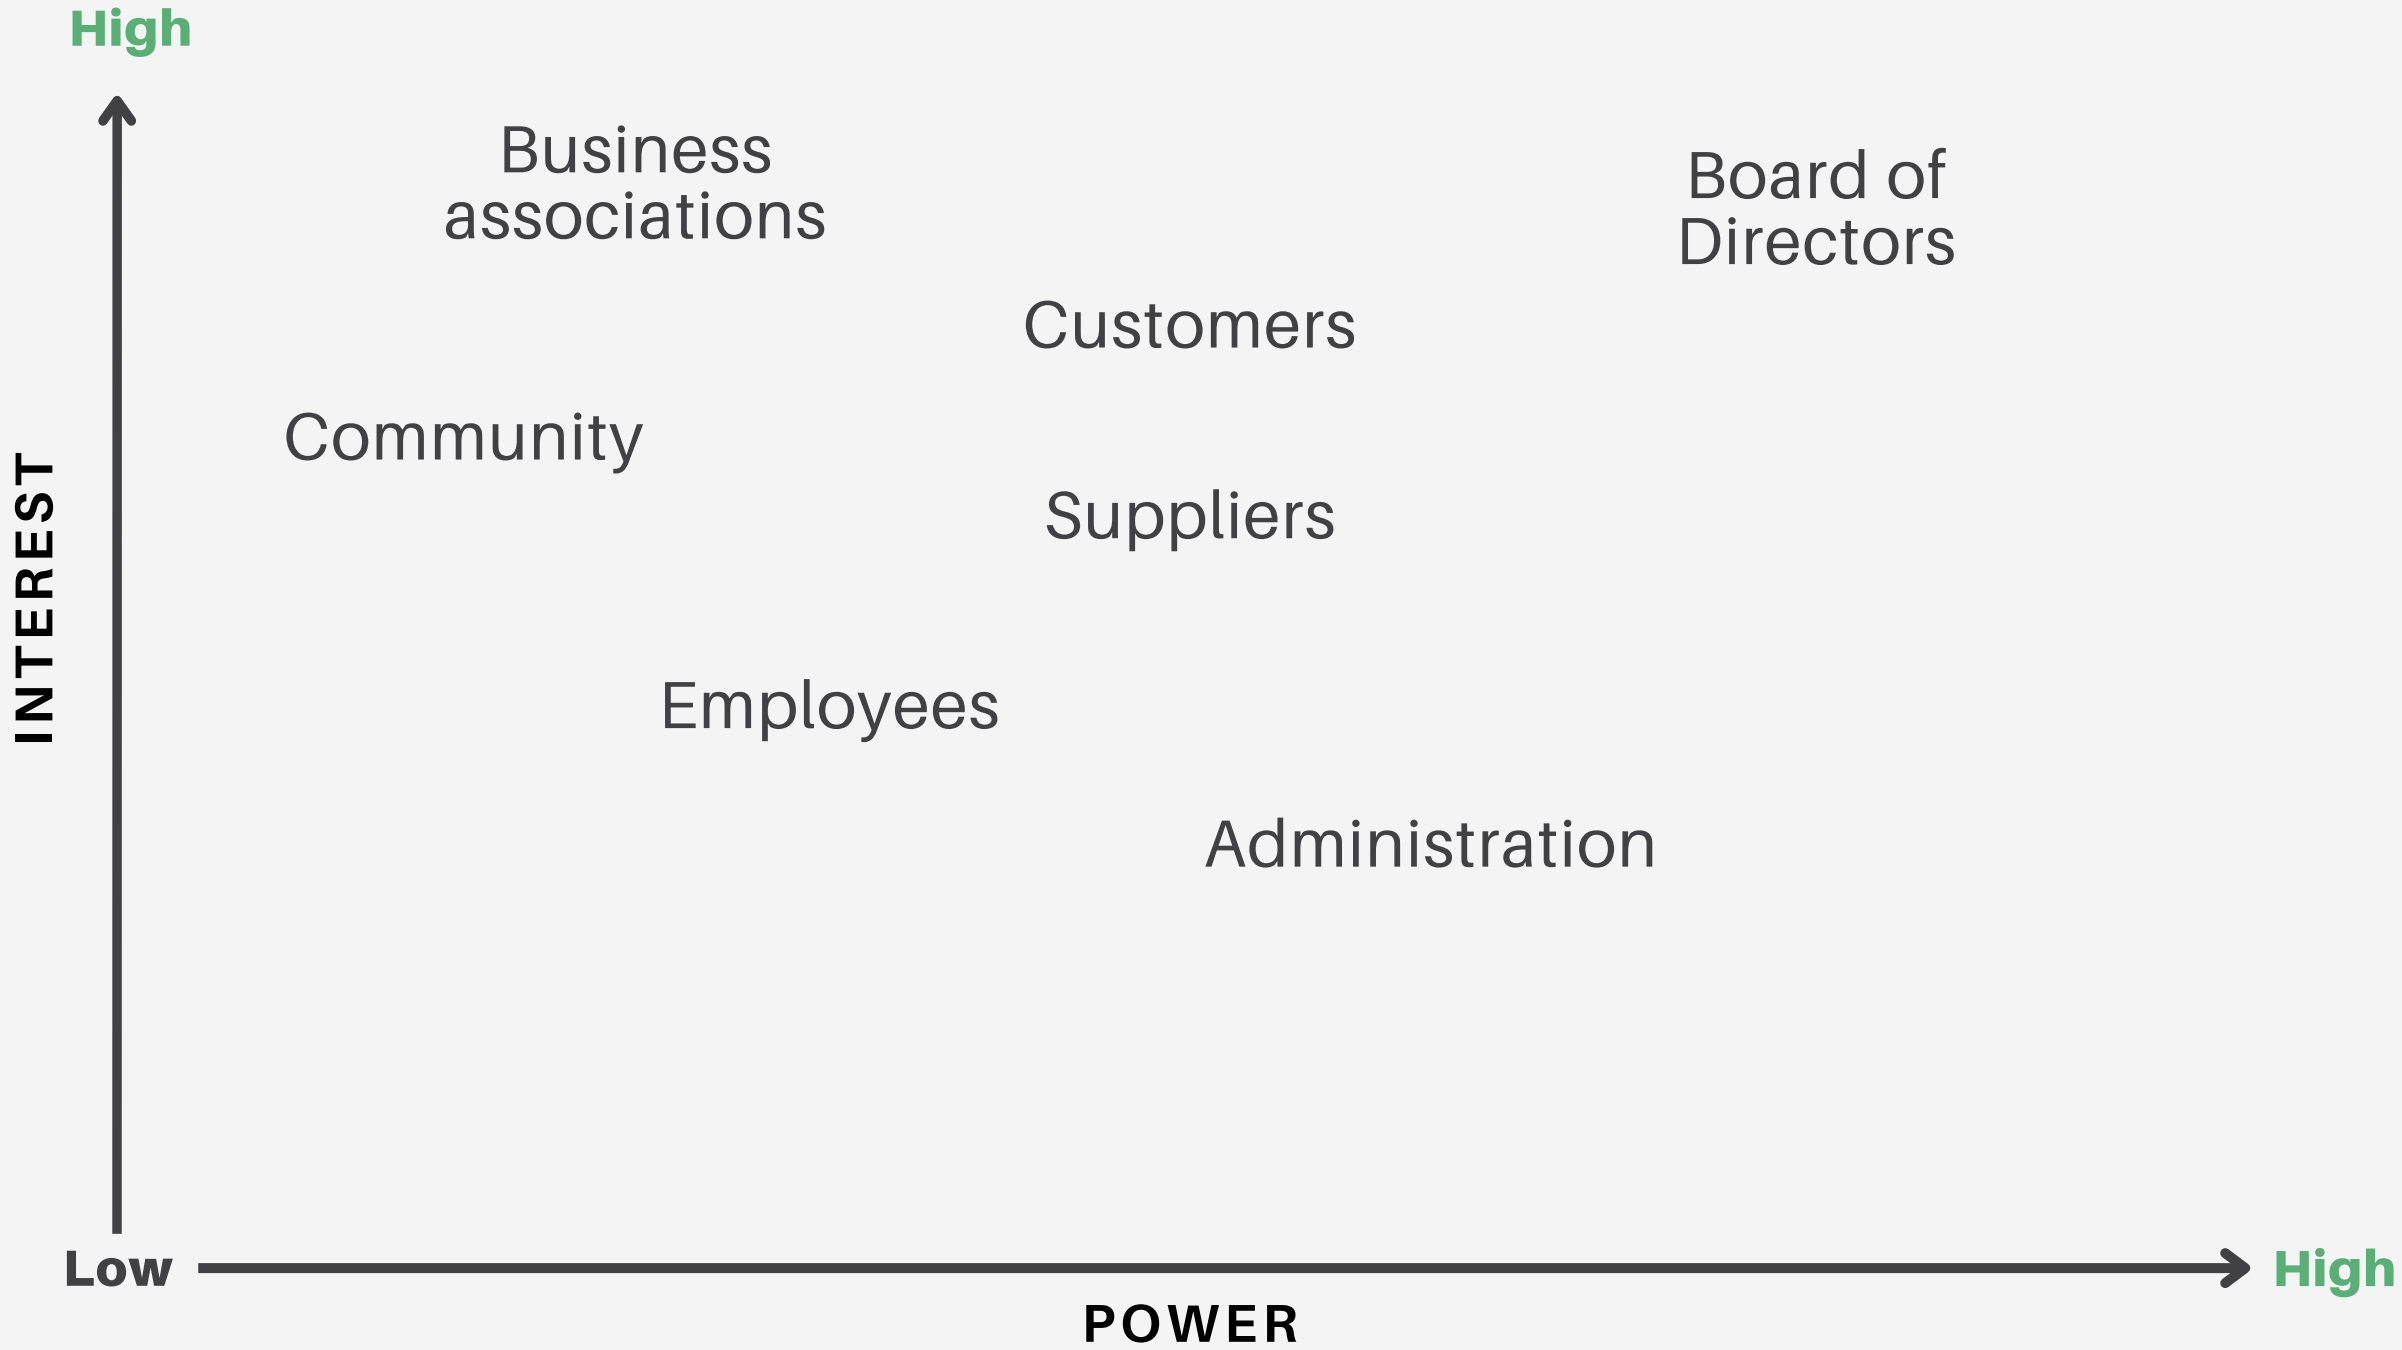 High
Business
associations
Board of
Directors
Customers
Community
Suppliers
INTEREST
Employees
Administration
Low
High
POWER